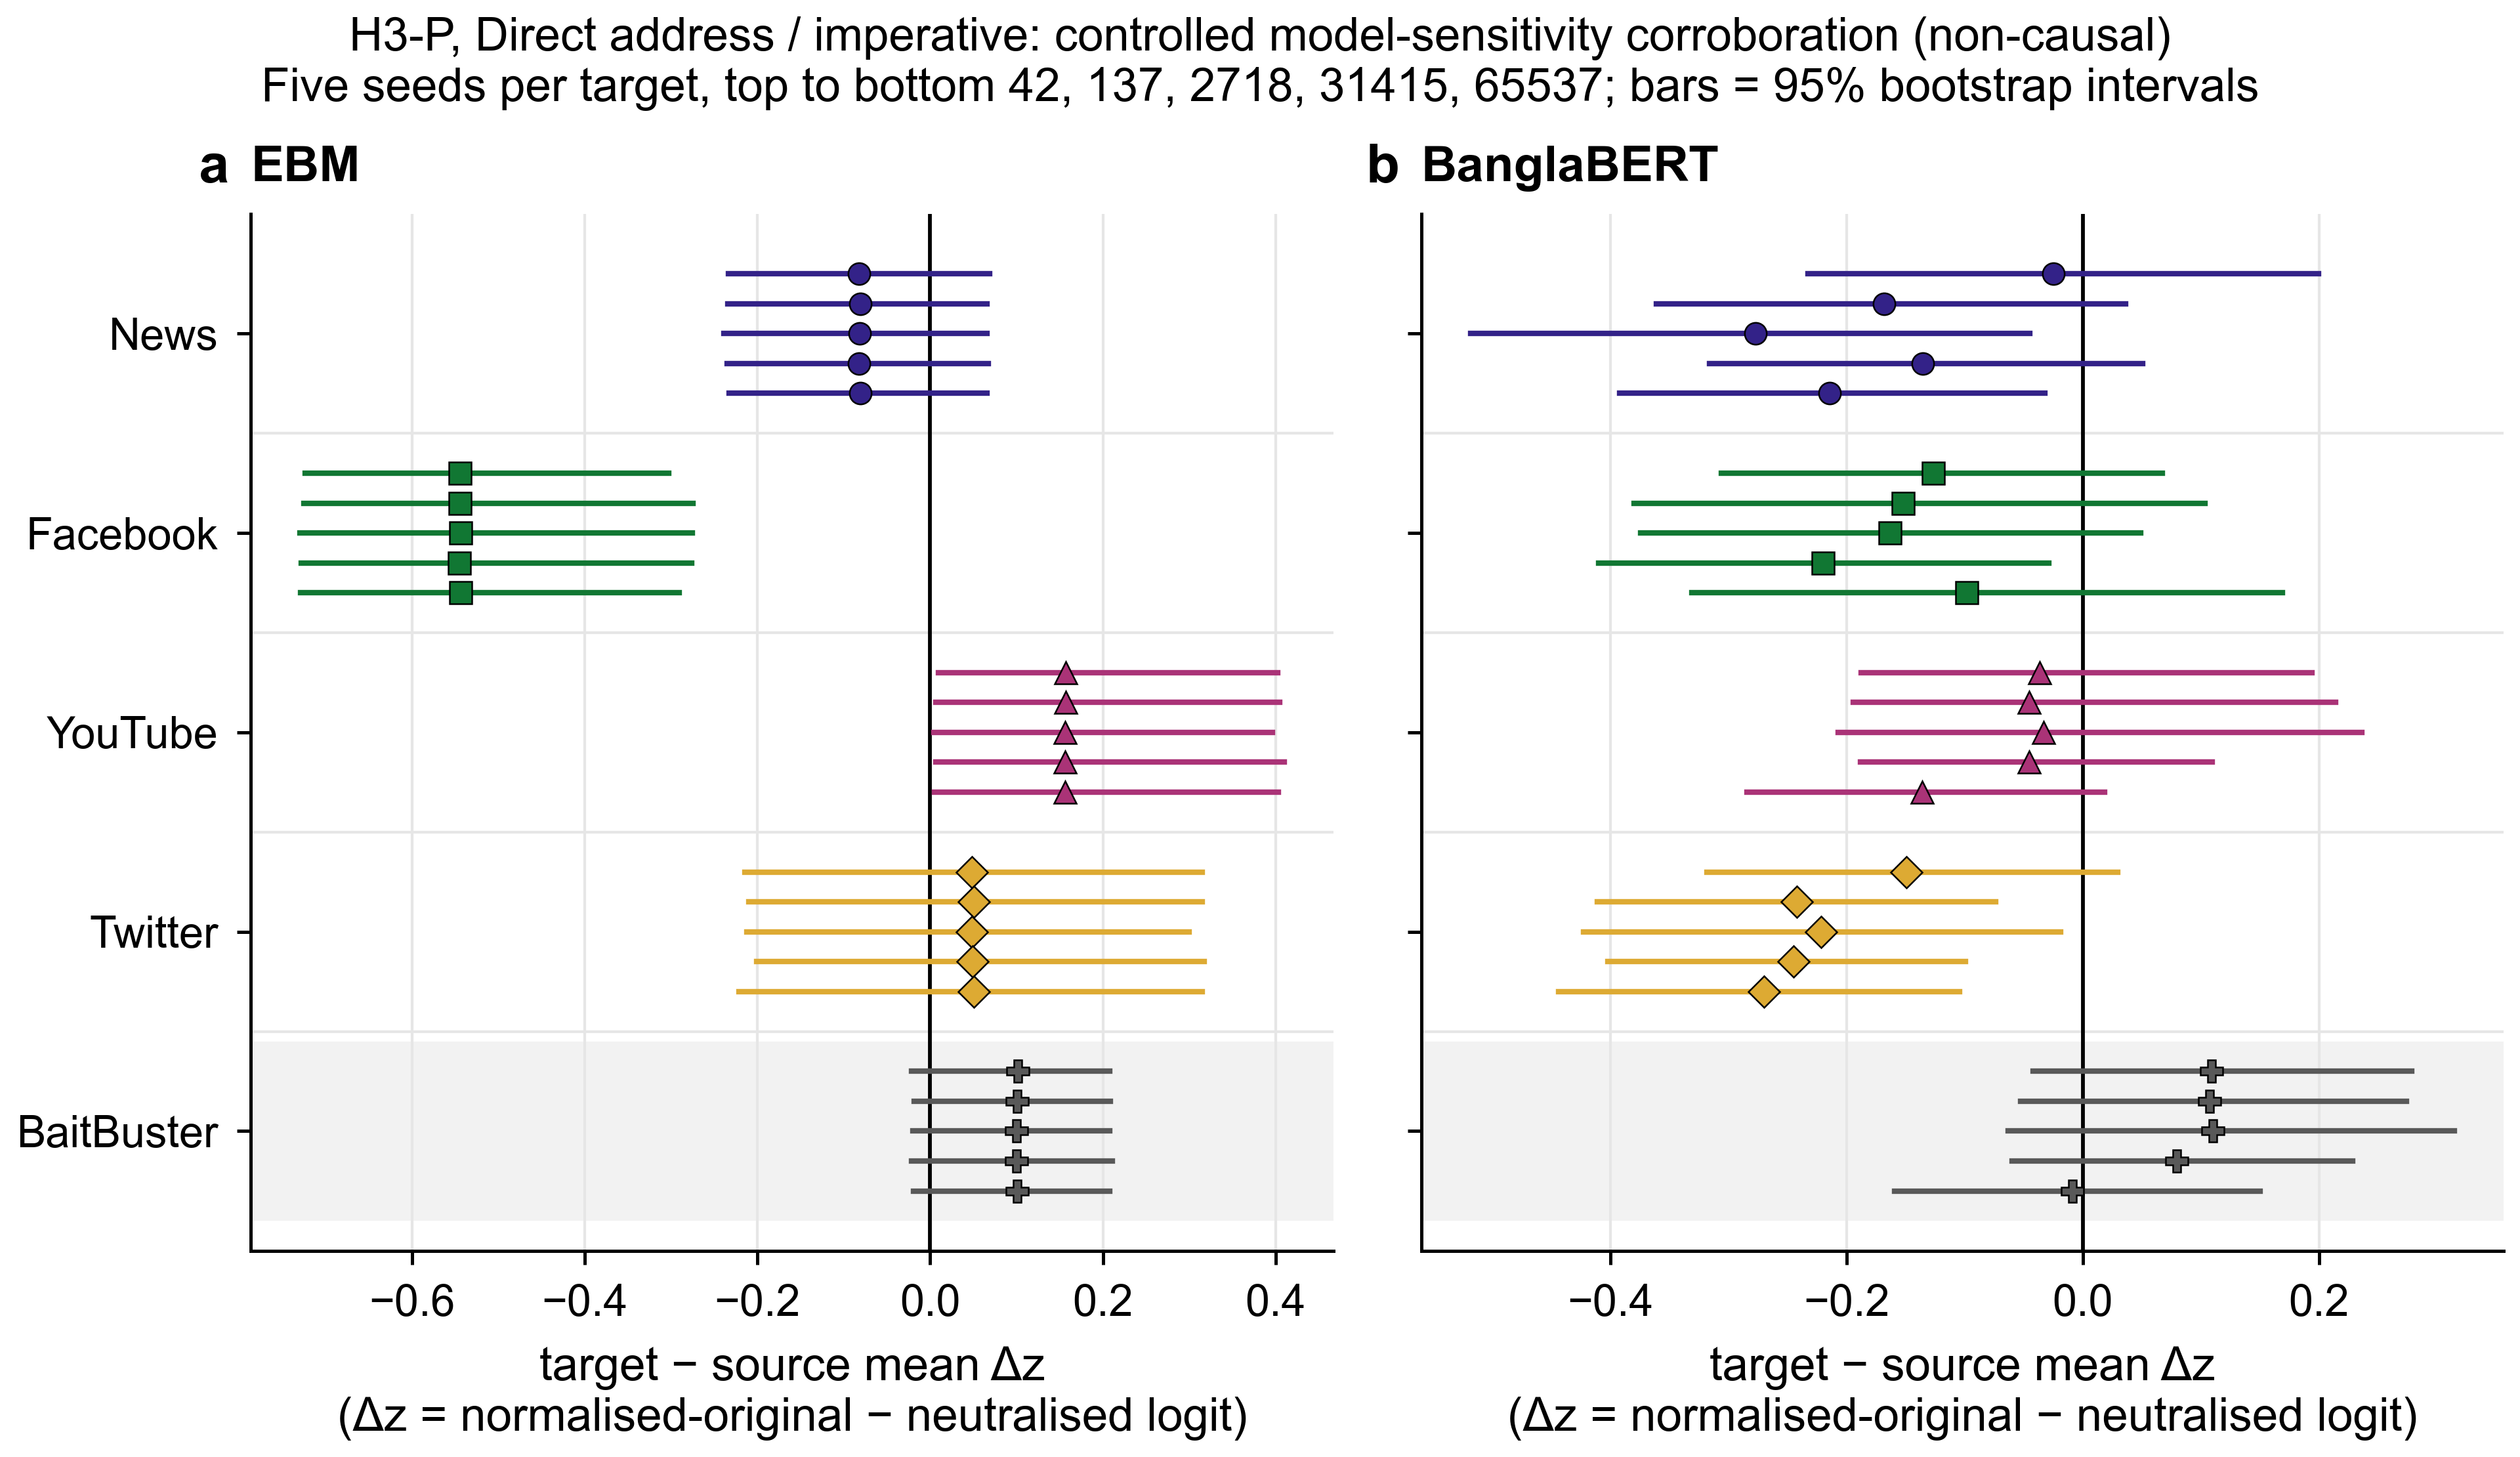 H3-P, Direct address / imperative: controlled model-sensitivity corroboration (non-causal)
Five seeds per target, top to bottom 42, 137, 2718, 31415, 65537; bars = 95% bootstrap intervals
a EBM
b BanglaBERT
News
Facebook
YouTube
Twitter
BaitBuster
−0.6 −0.4 −0.2 0.0 0.2 0.4
−0.4 −0.2 0.0 0.2
target − source mean Δz
(Δz = normalised-original − neutralised logit)
target − source mean Δz
(Δz = normalised-original − neutralised logit)